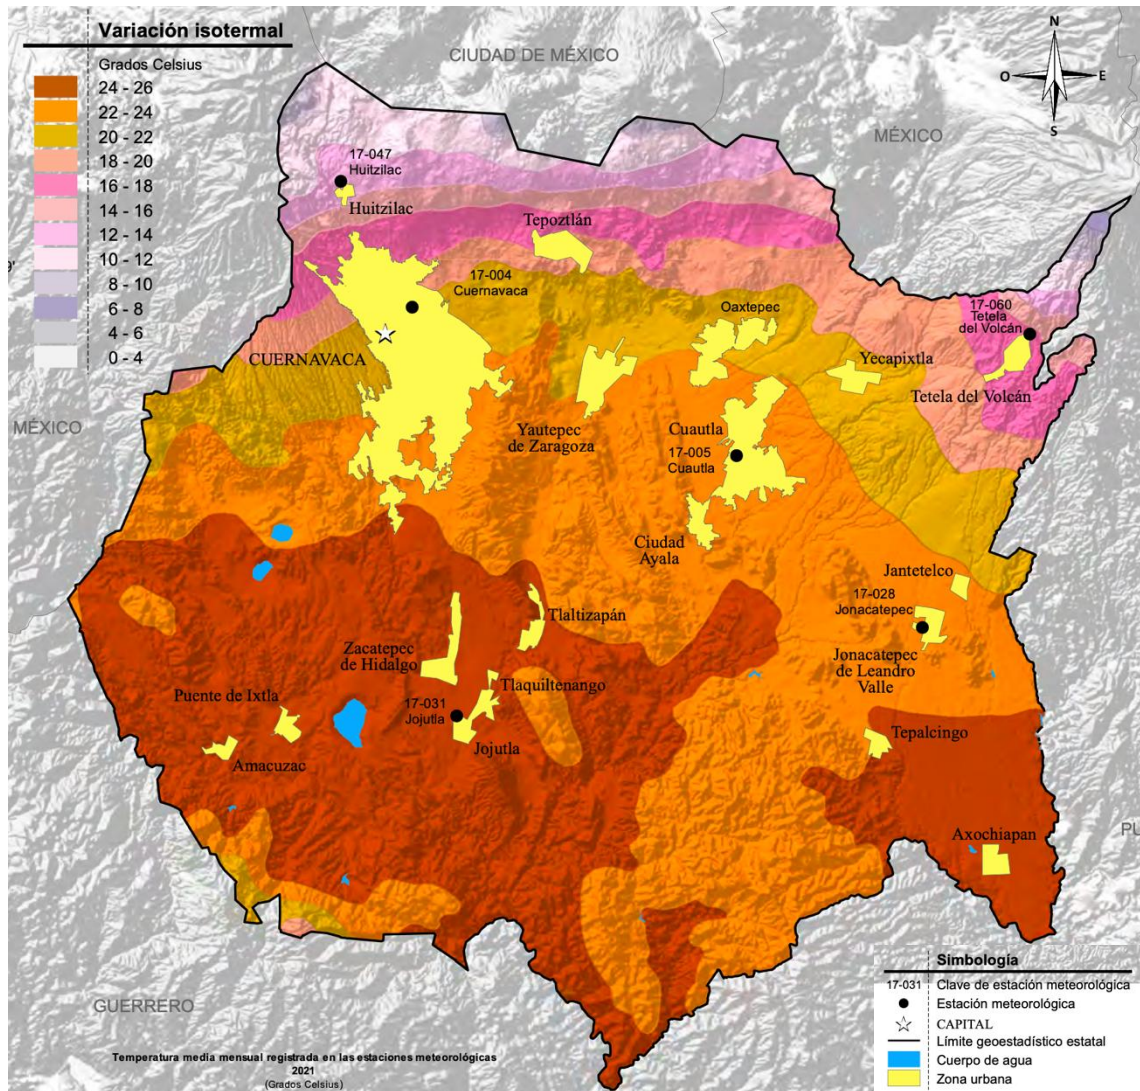 Variación isotermal
Grados Celsius
24 - 26
22 - 24
20 - 22
18 - 20
16 - 18
14 - 16
12 - 14
10 - 12
8 - 10
6 - 8
4 - 6
0 - 4
CIUDAD DE MÉXICO
N
O
E
S
MÉXICO
17-047
Huitzilac
Huitzilac
Tepoztlán
9'
17-004
Cuernavaca
CUERNAVACA
Oaxtepec
17-060
Tetela
del Volcán
Yecapixtla
Tetela del Volcán
MÉXICO
Yautepec
de Zaragoza
Cuautla
17-005
Cuautla
Ciudad
Ayala
Jantetelco
17-028
Jonacatepec
Jonacatepec
de Leandro
Valle
Tlaltizapán
Zacatepec
de Hidalgo
Tlaquiltenango
Puente de Ixtla
17-031
Jojutla
Jojutla
Amacuzac
Tepalcingo
Axochiapan
PU
GUERRERO
Simbología
17-031 Clave de estación meteorológica
Estación meteorológica
CAPITAL
Límite geoestadístico estatal
Cuerpo de agua
Zona urbana
Temperatura media mensual registrada en las estaciones meteorológicas
2021
(Grados Celsius)